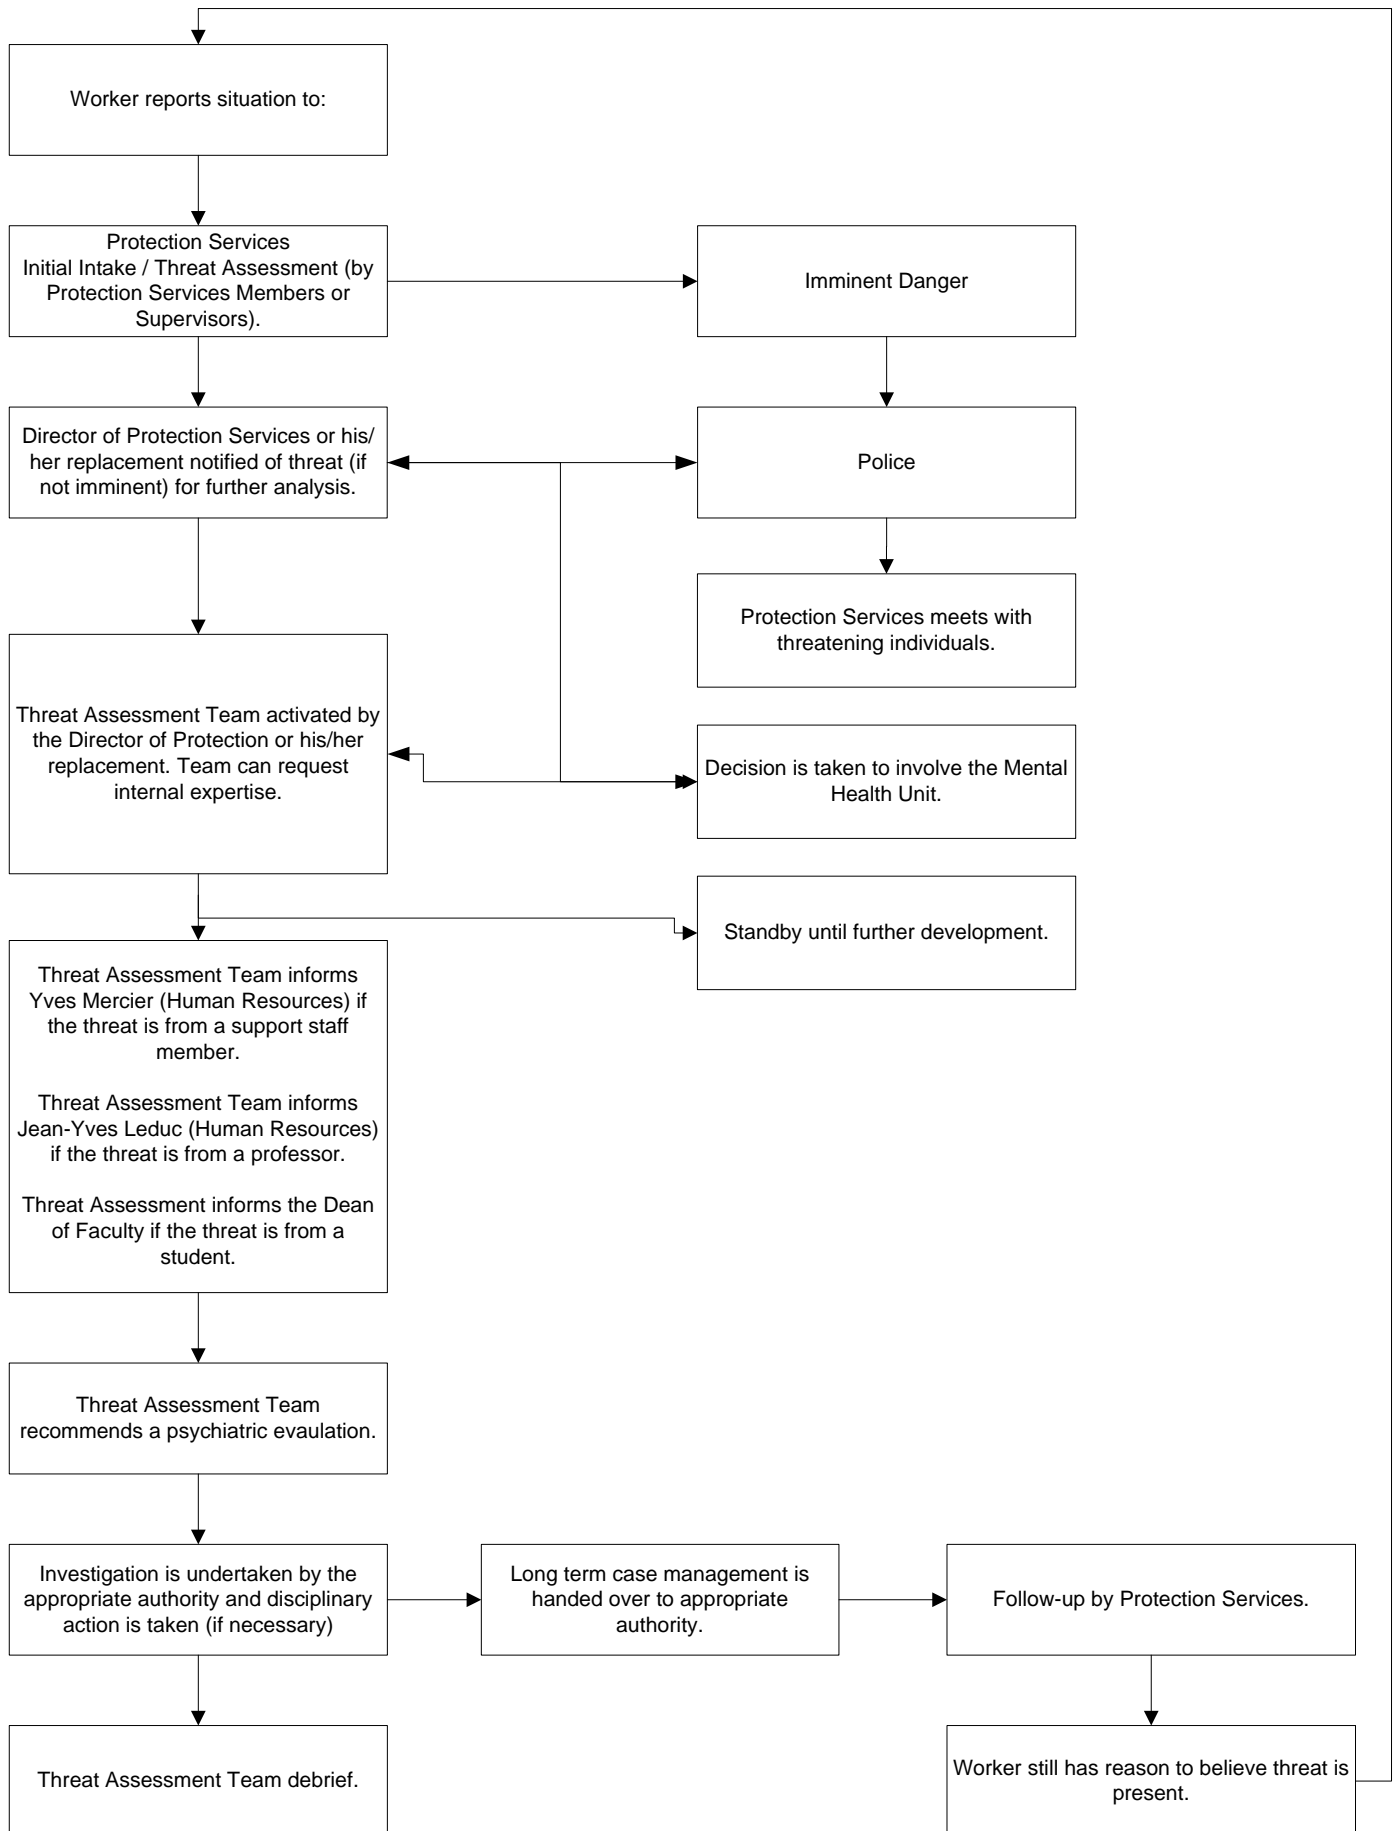 Worker reports situation to:
Protection Services
Initial Intake / Threat Assessment (by
Protection Services Members or
Supervisors).
Imminent Danger
Director of Protection Services or his/
her replacement notified of threat (if
not imminent) for further analysis.
Police
Protection Services meets with
threatening individuals.
Threat Assessment Team activated by
the Director of Protection or his/her
replacement. Team can request
internal expertise.
Decision is taken to involve the Mental
Health Unit.
Standby until further development.
Threat Assessment Team informs
Yves Mercier (Human Resources) if
the threat is from a support staff
member.
Threat Assessment Team informs
Jean-Yves Leduc (Human Resources)
if the threat is from a professor.
Threat Assessment informs the Dean
of Faculty if the threat is from a
student.
Threat Assessment Team
recommends a psychiatric evaulation.
Investigation is undertaken by the
appropriate authority and disciplinary
action is taken (if necessary)
Long term case management is
handed over to appropriate
authority.
Follow-up by Protection Services.
Threat Assessment Team debrief.
Worker still has reason to believe threat is
present.